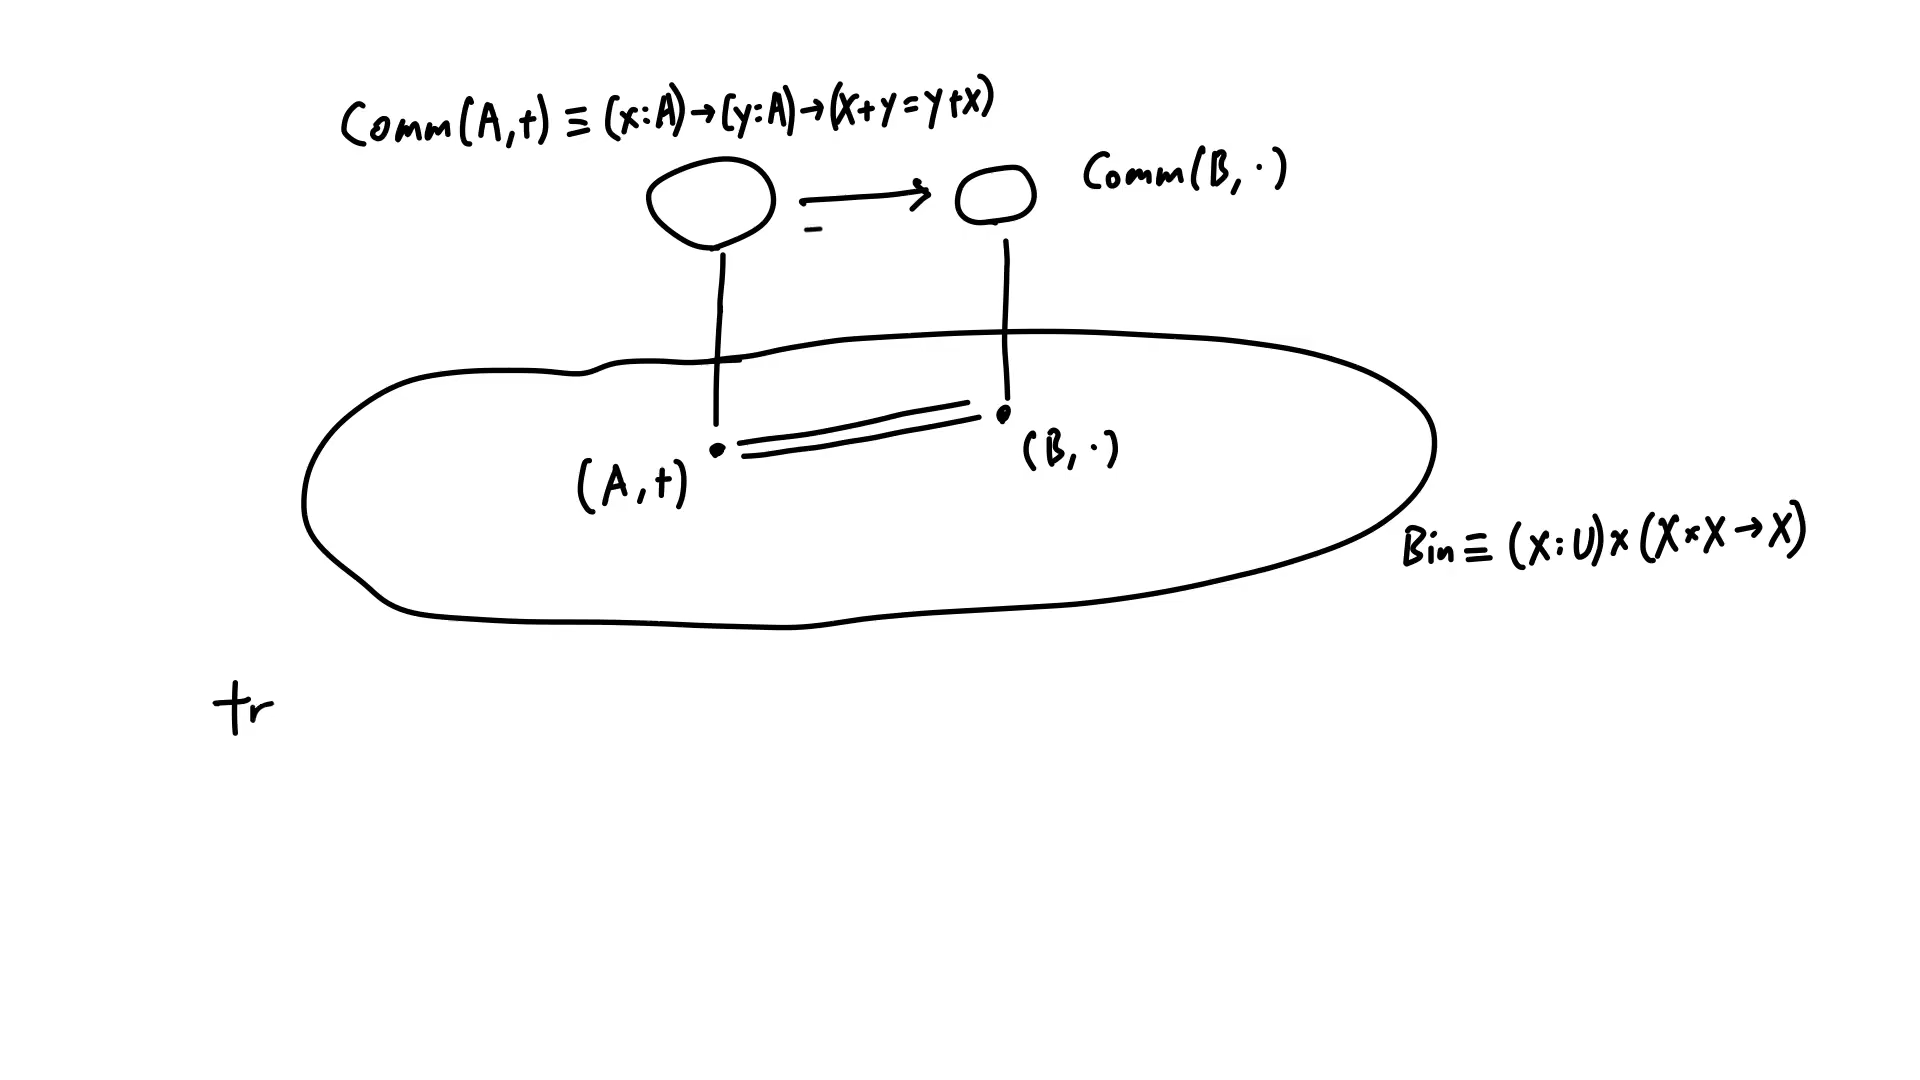 Comm(A,+) ≡ (x:A)→(y:A)→(x+y=y+x)
Comm(B,·)
(A,+)
(B,·)
Bin ≡ (X:U)×(X×X→X)
tr